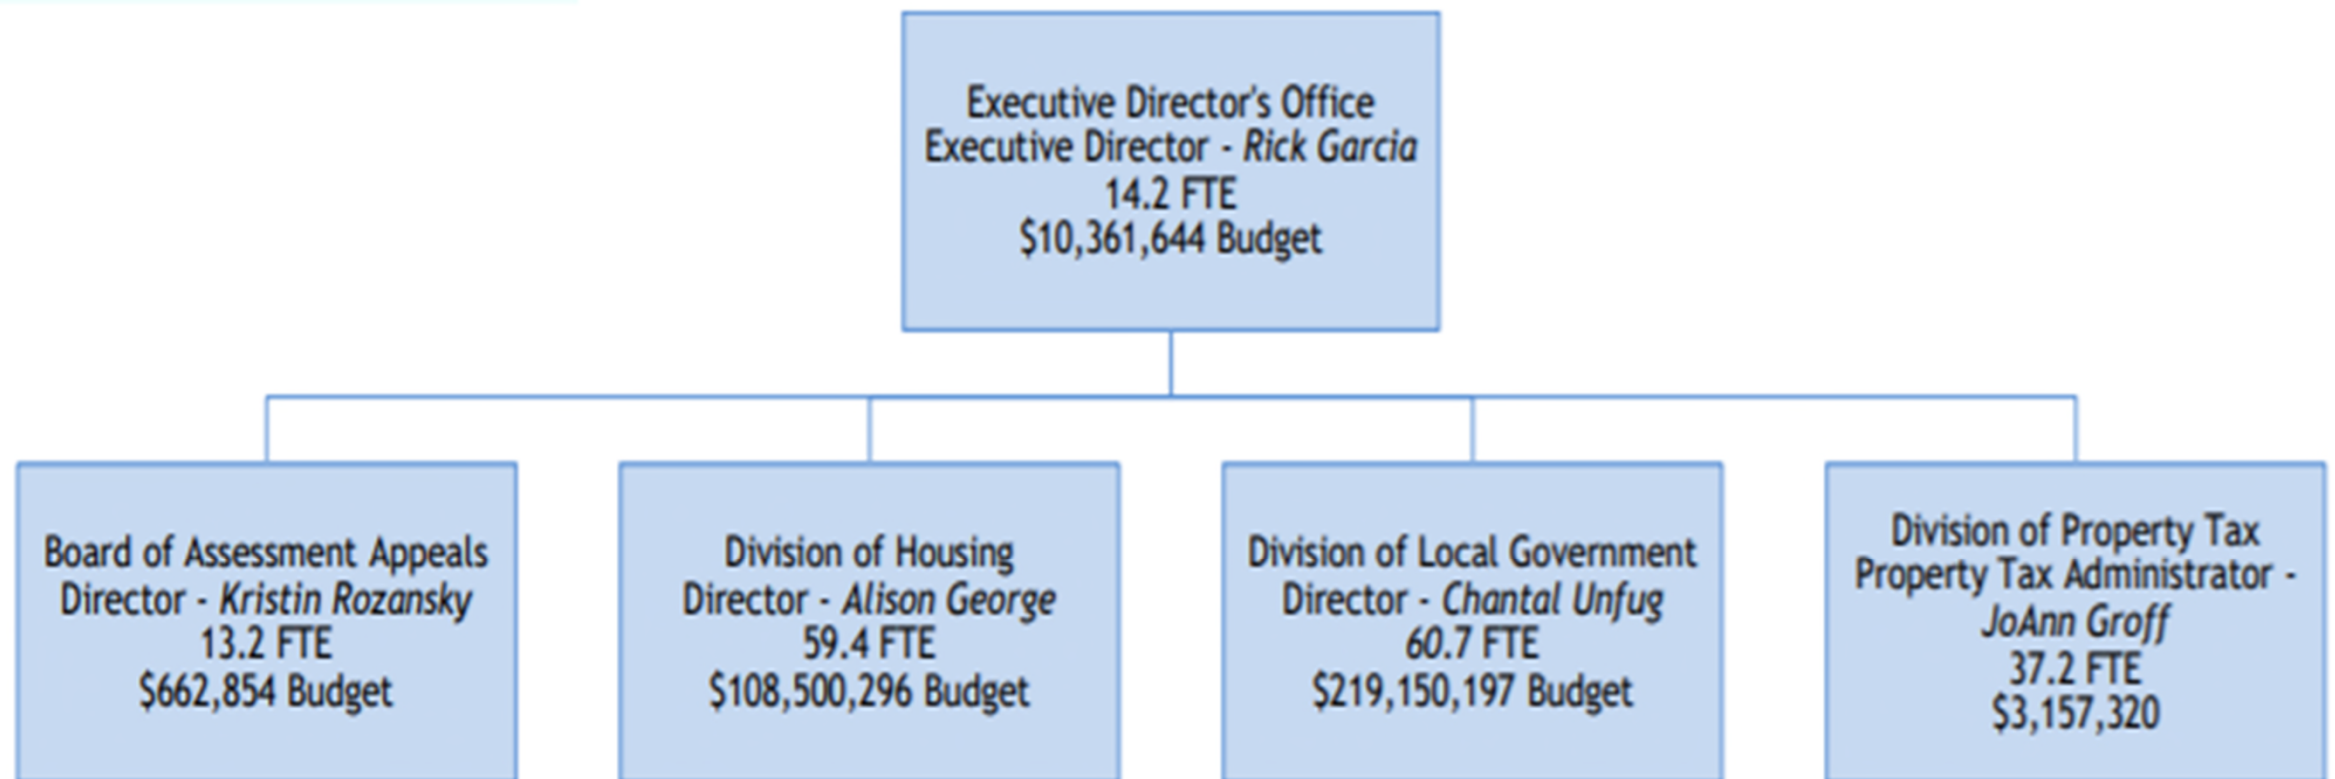 Executive Director's Office
Executive Director - Rick Garcia
14.2 FTE
$10,361,644 Budget
Board of Assessment Appeals
Director - Kristin Rozansky
13.2 FTE
$662,854 Budget
Division of Housing
Director - Alison George
59.4 FTE
$108,500,296 Budget
Division of Local Government
Director - Chantal Unfug
60.7 FTE
$219,150,197 Budget
Division of Property Tax
Property Tax Administrator -
JoAnn Groff
37.2 FTE
$3,157,320